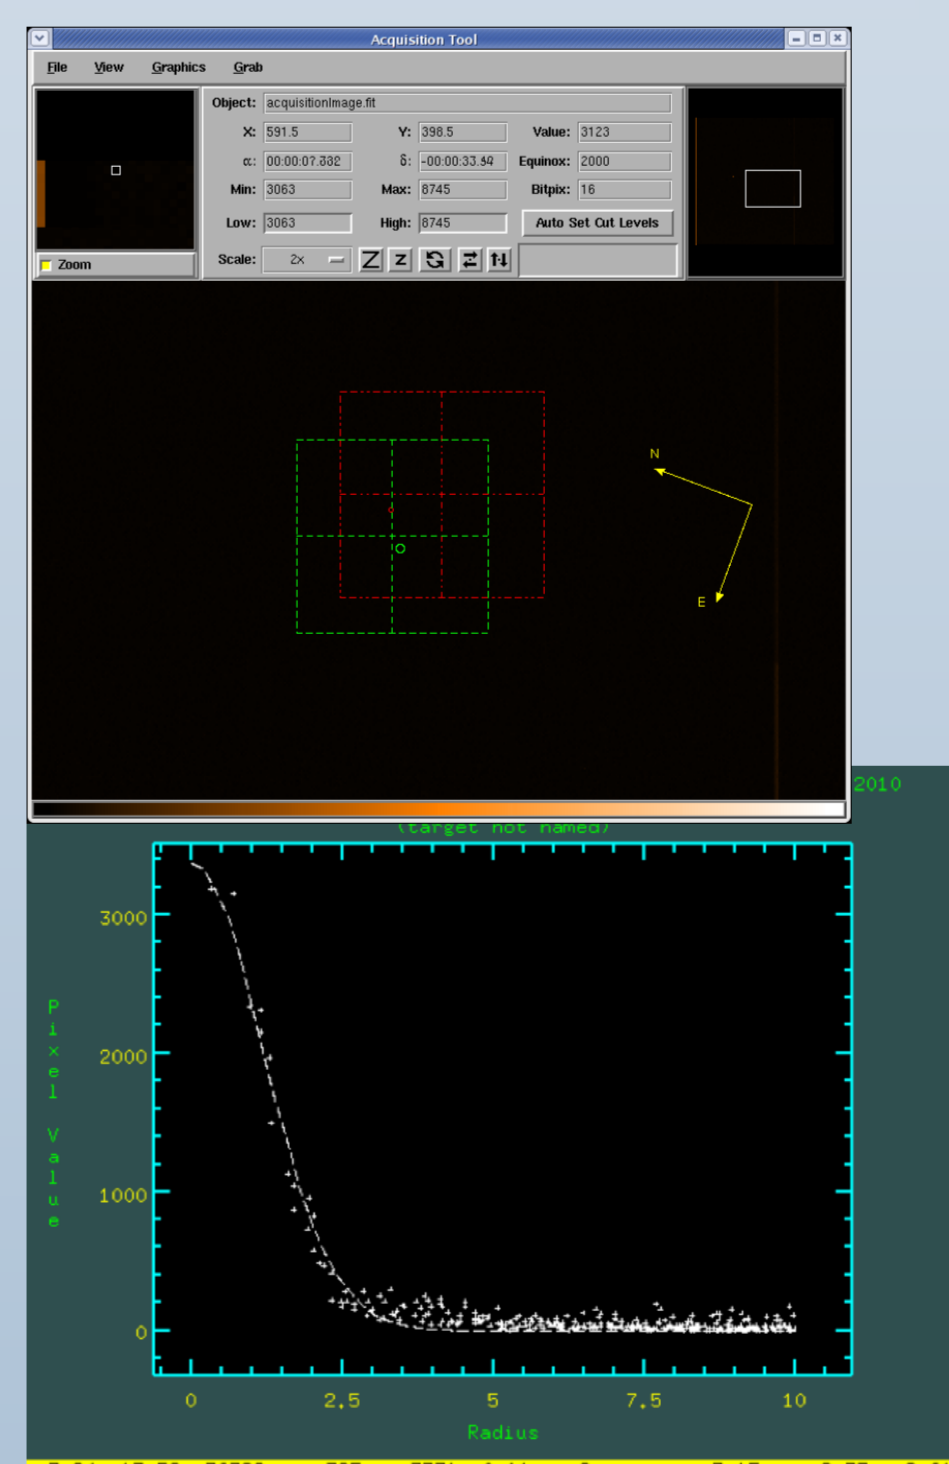 Acquisition Tool
File View Graphics Grab
Object: acquisitionImage.fit
X: 591.5 Y: 398.5 Value: 3123
α: 00:00:07.332 δ: -00:00:33.54 Equinox: 2000
Min: 3063 Max: 8745 Bitpix: 16
Low: 3063 High: 8745 Auto Set Cut Levels
Scale: 2x Z z
Zoom
N
E
2010
(target not named)
Pixel Value
3000
2000
1000
0
0 2.5 5 7.5 10
Radius